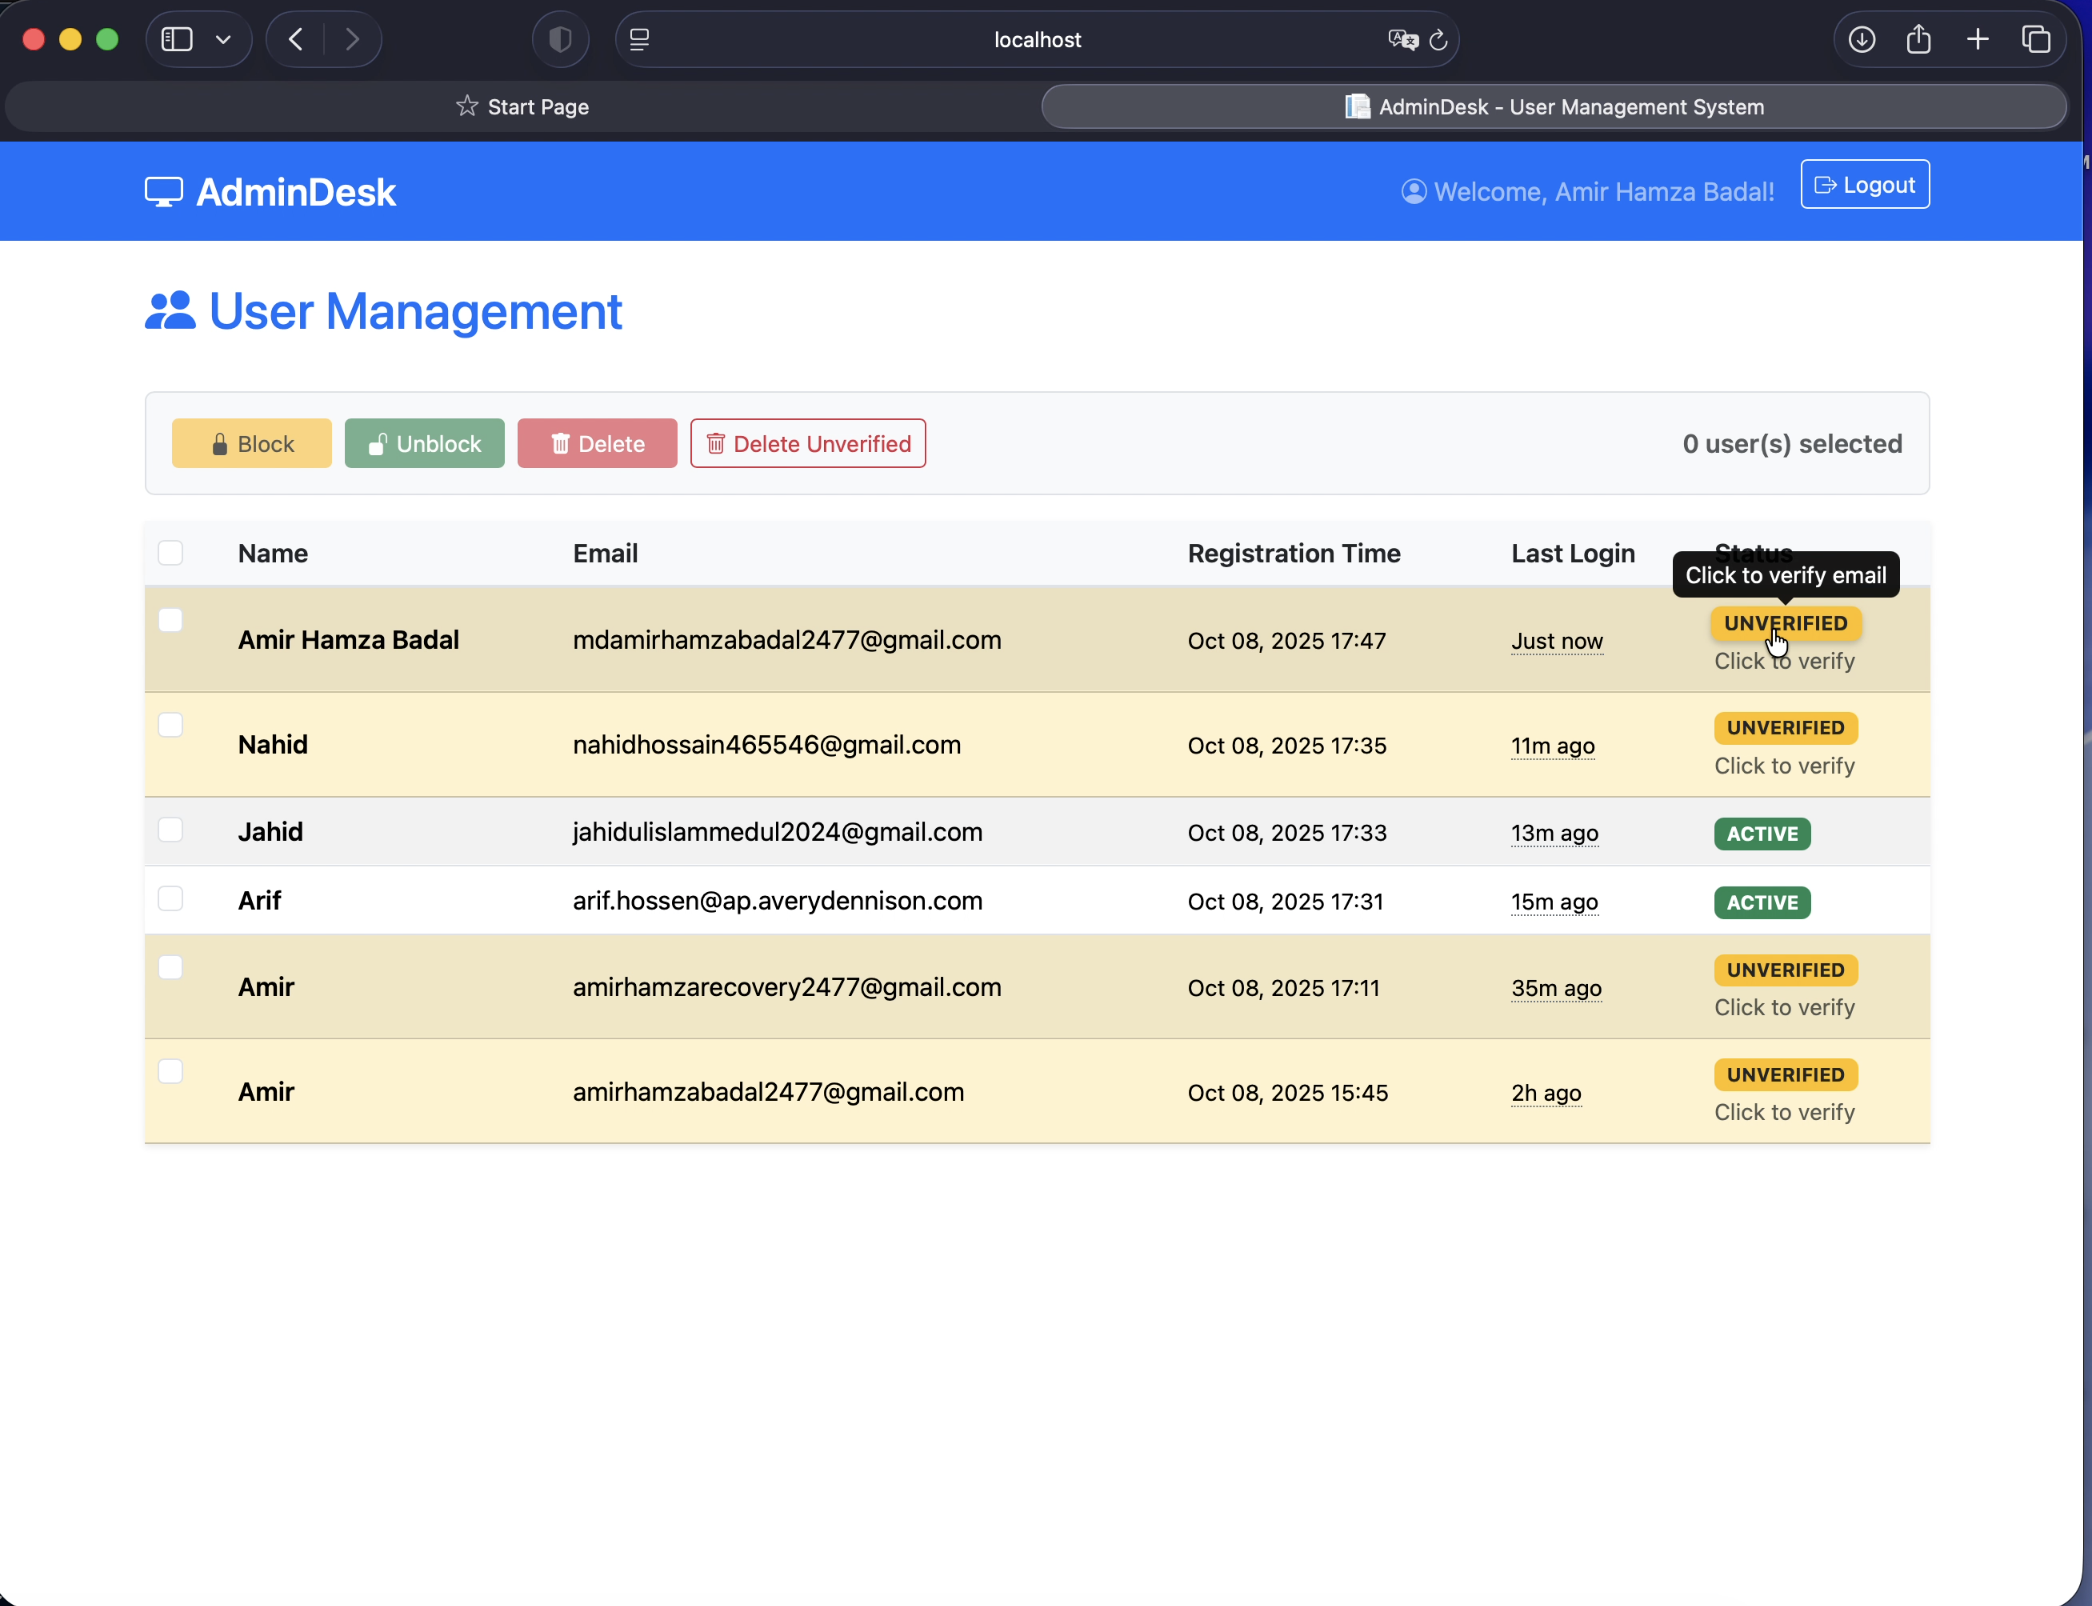 localhost
Start Page
AdminDesk - User Management System
AdminDesk
Welcome, Amir Hamza Badal!
Logout
User Management
Block
Unblock
Delete
Delete Unverified
0 user(s) selected
Name Email Registration Time Last Login Status
Click to verify email
Amir Hamza Badal mdamirhamzabadal2477@gmail.com Oct 08, 2025 17:47 Just now UNVERIFIED
Click to verify
Nahid nahidhossain465546@gmail.com Oct 08, 2025 17:35 11m ago UNVERIFIED
Click to verify
Jahid jahidulislammedul2024@gmail.com Oct 08, 2025 17:33 13m ago ACTIVE
Arif arif.hossen@ap.averydennison.com Oct 08, 2025 17:31 15m ago ACTIVE
Amir amirhamzarecovery2477@gmail.com Oct 08, 2025 17:11 35m ago UNVERIFIED
Click to verify
Amir amirhamzabadal2477@gmail.com Oct 08, 2025 15:45 2h ago UNVERIFIED
Click to verify